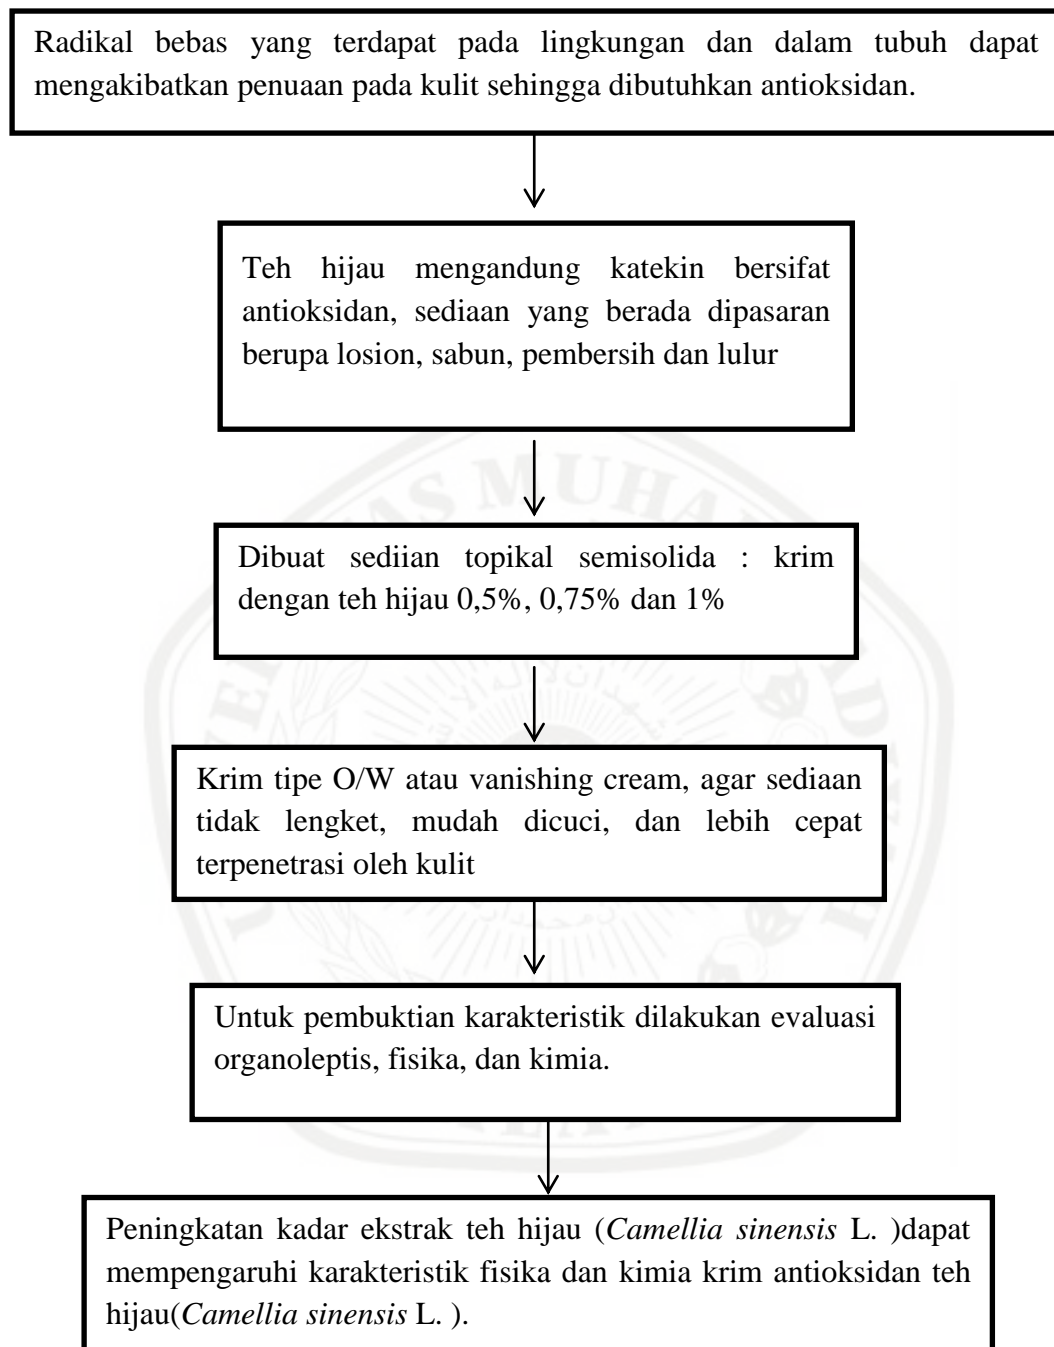 Radikal bebas yang terdapat pada lingkungan dan dalam tubuh dapat
mengakibatkan penuaan pada kulit sehingga dibutuhkan antioksidan.
Teh hijau mengandung katekin bersifat
antioksidan, sediaan yang berada dipasaran
berupa losion, sabun, pembersih dan lulur
Dibuat sediian topikal semisolida : krim
dengan teh hijau 0,5%, 0,75% dan 1%
Krim tipe O/W atau vanishing cream, agar sediaan
tidak lengket, mudah dicuci, dan lebih cepat
terpenetrasi oleh kulit
Untuk pembuktian karakteristik dilakukan evaluasi
organoleptis, fisika, dan kimia.
Peningkatan kadar ekstrak teh hijau (Camellia sinensis L. )dapat
mempengaruhi karakteristik fisika dan kimia krim antioksidan teh
hijau(Camellia sinensis L. ).